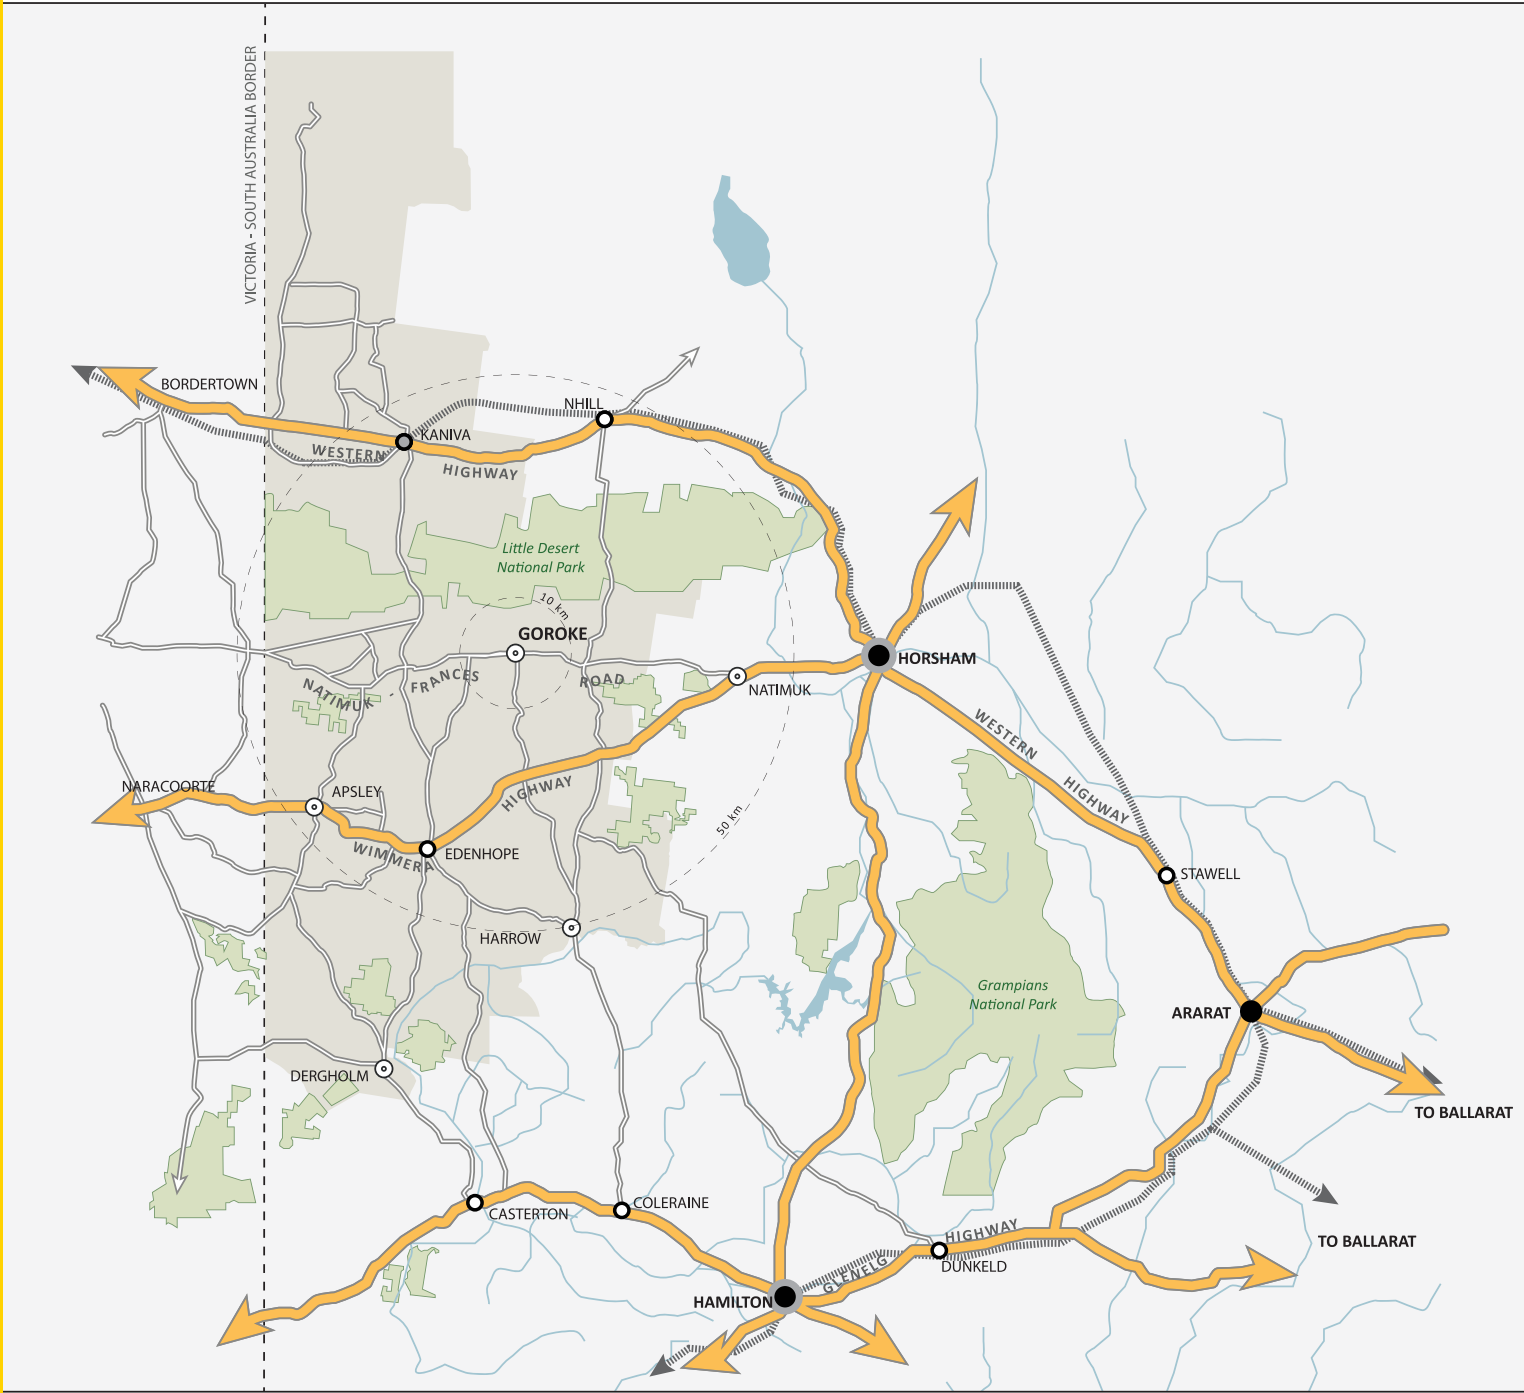 VICTORIA - SOUTH AUSTRALIA BORDER
BORDERTOWN
NHILL
KANIVA
WESTERN
HIGHWAY
Little Desert
National Park
10 km
GOROKE
HORSHAM
NATIMUK - FRANCES ROAD
NATIMUK
WESTERN
HIGHWAY
NARACOORTE
APSLEY
HIGHWAY
50 km
WIMMERA
EDENHOPE
STAWELL
HARROW
Grampians
National Park
ARARAT
DERGHOLM
TO BALLARAT
CASTERTON
COLERAINE
HIGHWAY
TO BALLARAT
GLENELG
DUNKELD
HAMILTON